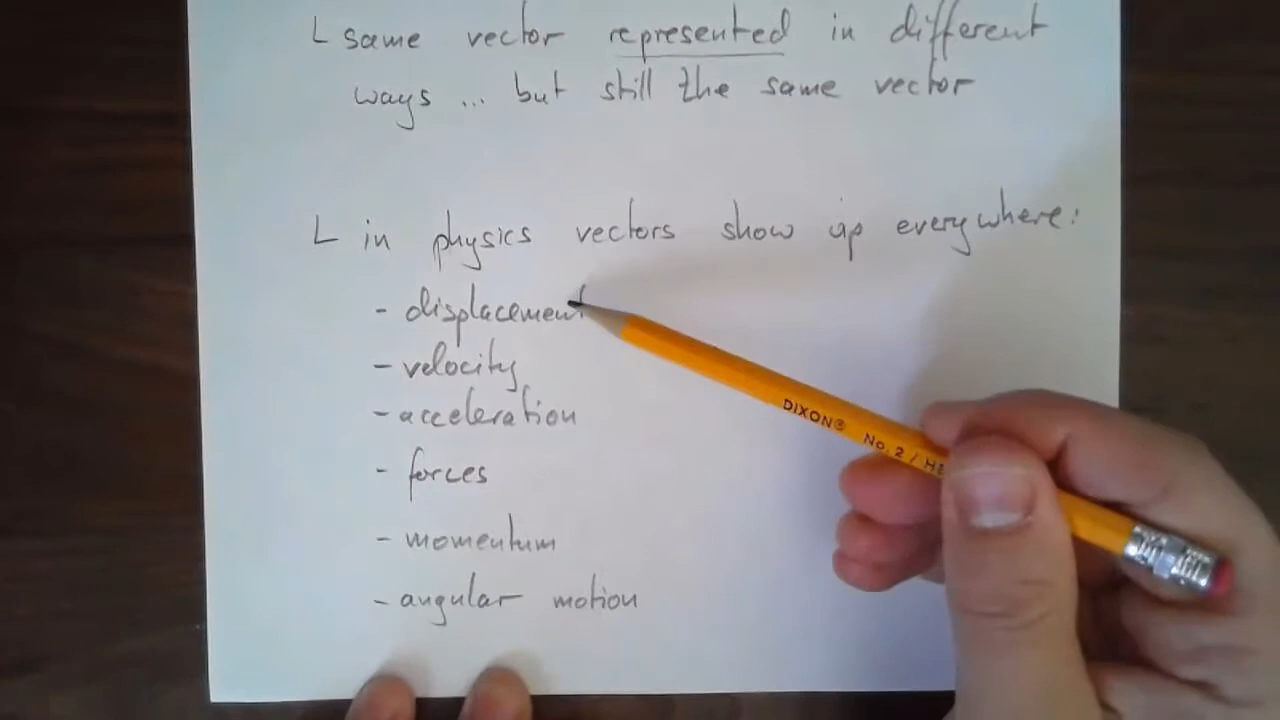 L same vector represented in different
ways ... but still the same vector
L in physics vectors show up everywhere:
- displacement
- velocity
- acceleration
- forces
- momentum
- angular motion
DIXON® No. 2 / HB